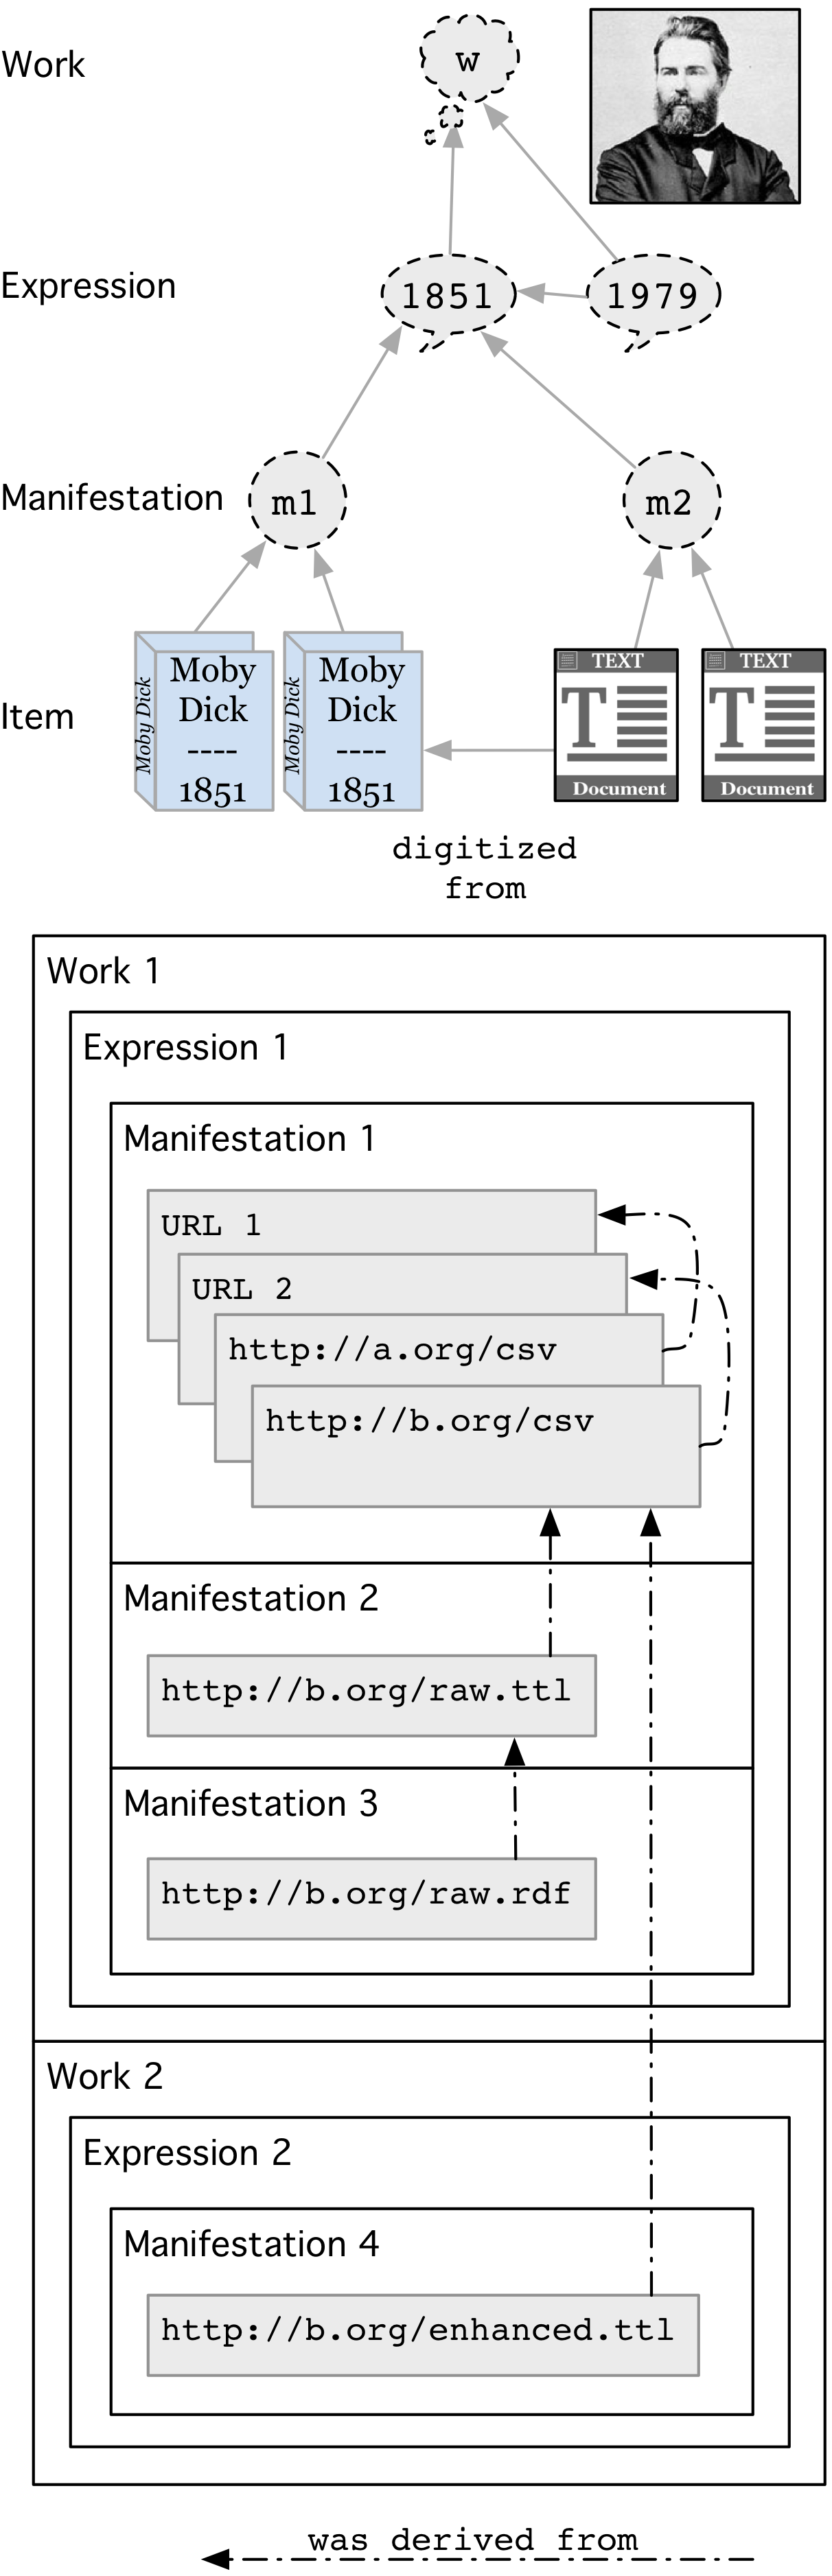 Work
w
Expression
1851
1979
Manifestation
m1
m2
Item
Moby Dick
Moby
Dick
----
1851
Moby Dick
Moby
Dick
----
1851
TEXT
T
Document
TEXT
T
Document
digitized
from
Work 1
Expression 1
Manifestation 1
URL 1
URL 2
http://a.org/csv
http://b.org/csv
Manifestation 2
http://b.org/raw.ttl
Manifestation 3
http://b.org/raw.rdf
Work 2
Expression 2
Manifestation 4
http://b.org/enhanced.ttl
was derived from